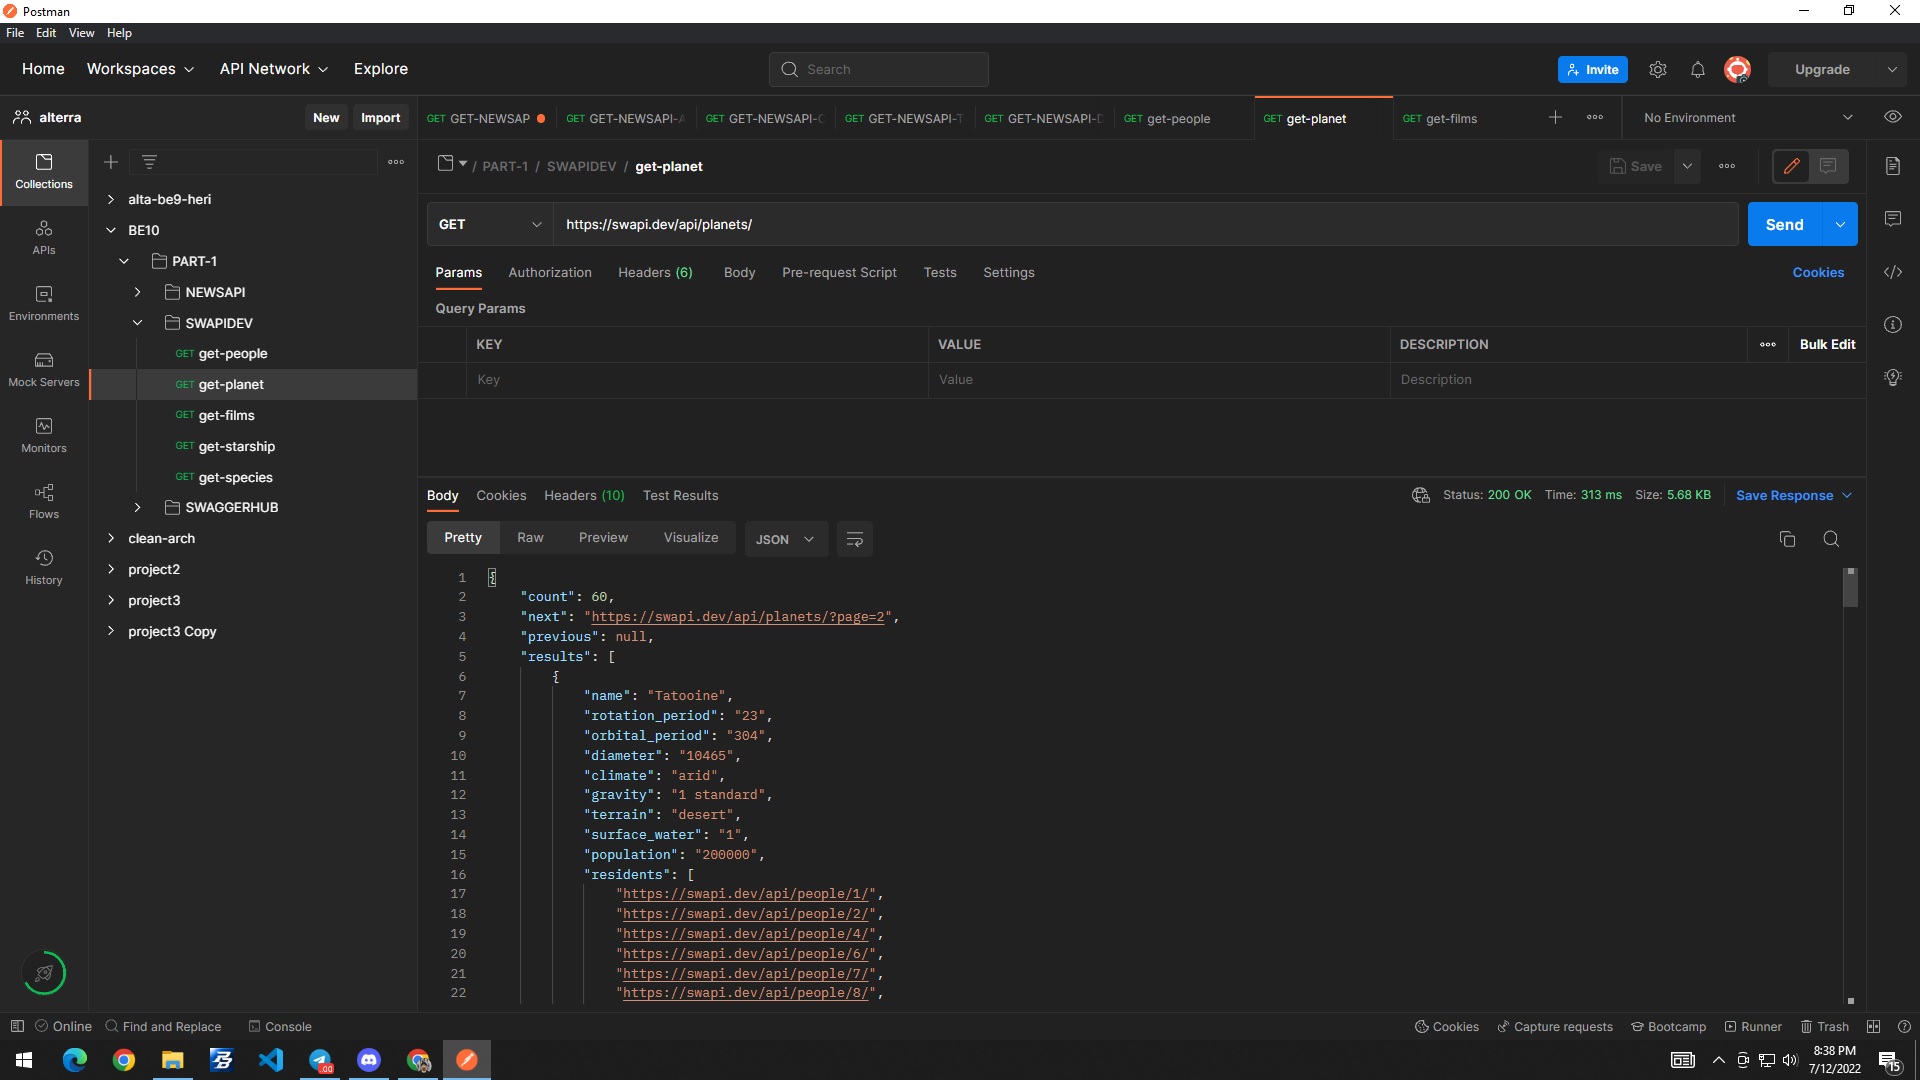 Postman
File Edit View Help
Home Workspaces API Network Explore
Search
Invite
Upgrade
alterra
New Import
GET GET-NEWSAP
GET GET-NEWSAPI-
GET GET-NEWSAPI-
GET GET-NEWSAPI-
GET GET-NEWSAPI-
GET get-people
GET get-planet
GET get-films
No Environment
Collections
APIs
Environments
Mock Servers
Monitors
Flows
History
alta-be9-heri
BE10
PART-1
NEWSAPI
SWAPIDEV
GET get-people
GET get-planet
GET get-films
GET get-starship
GET get-species
SWAGGERHUB
clean-arch
project2
project3
project3 Copy
/ PART-1 / SWAPIDEV / get-planet
Save
GET https://swapi.dev/api/planets/
Send
Params Authorization Headers (6) Body Pre-request Script Tests Settings
Cookies
Query Params
KEY VALUE DESCRIPTION
Bulk Edit
Key Value Description
Body Cookies Headers (10) Test Results
Status: 200 OK Time: 313 ms Size: 5.68 KB Save Response
Pretty Raw Preview Visualize JSON
1 {
2 "count": 60,
3 "next": "https://swapi.dev/api/planets/?page=2",
4 "previous": null,
5 "results": [
6 {
7 "name": "Tatooine",
8 "rotation_period": "23",
9 "orbital_period": "304",
10 "diameter": "10465",
11 "climate": "arid",
12 "gravity": "1 standard",
13 "terrain": "desert",
14 "surface_water": "1",
15 "population": "200000",
16 "residents": [
17 "https://swapi.dev/api/people/1/",
18 "https://swapi.dev/api/people/2/",
19 "https://swapi.dev/api/people/4/",
20 "https://swapi.dev/api/people/6/",
21 "https://swapi.dev/api/people/7/",
22 "https://swapi.dev/api/people/8/",
Online Find and Replace Console
Cookies Capture requests Bootcamp Runner Trash
8:38 PM
7/12/2022
15